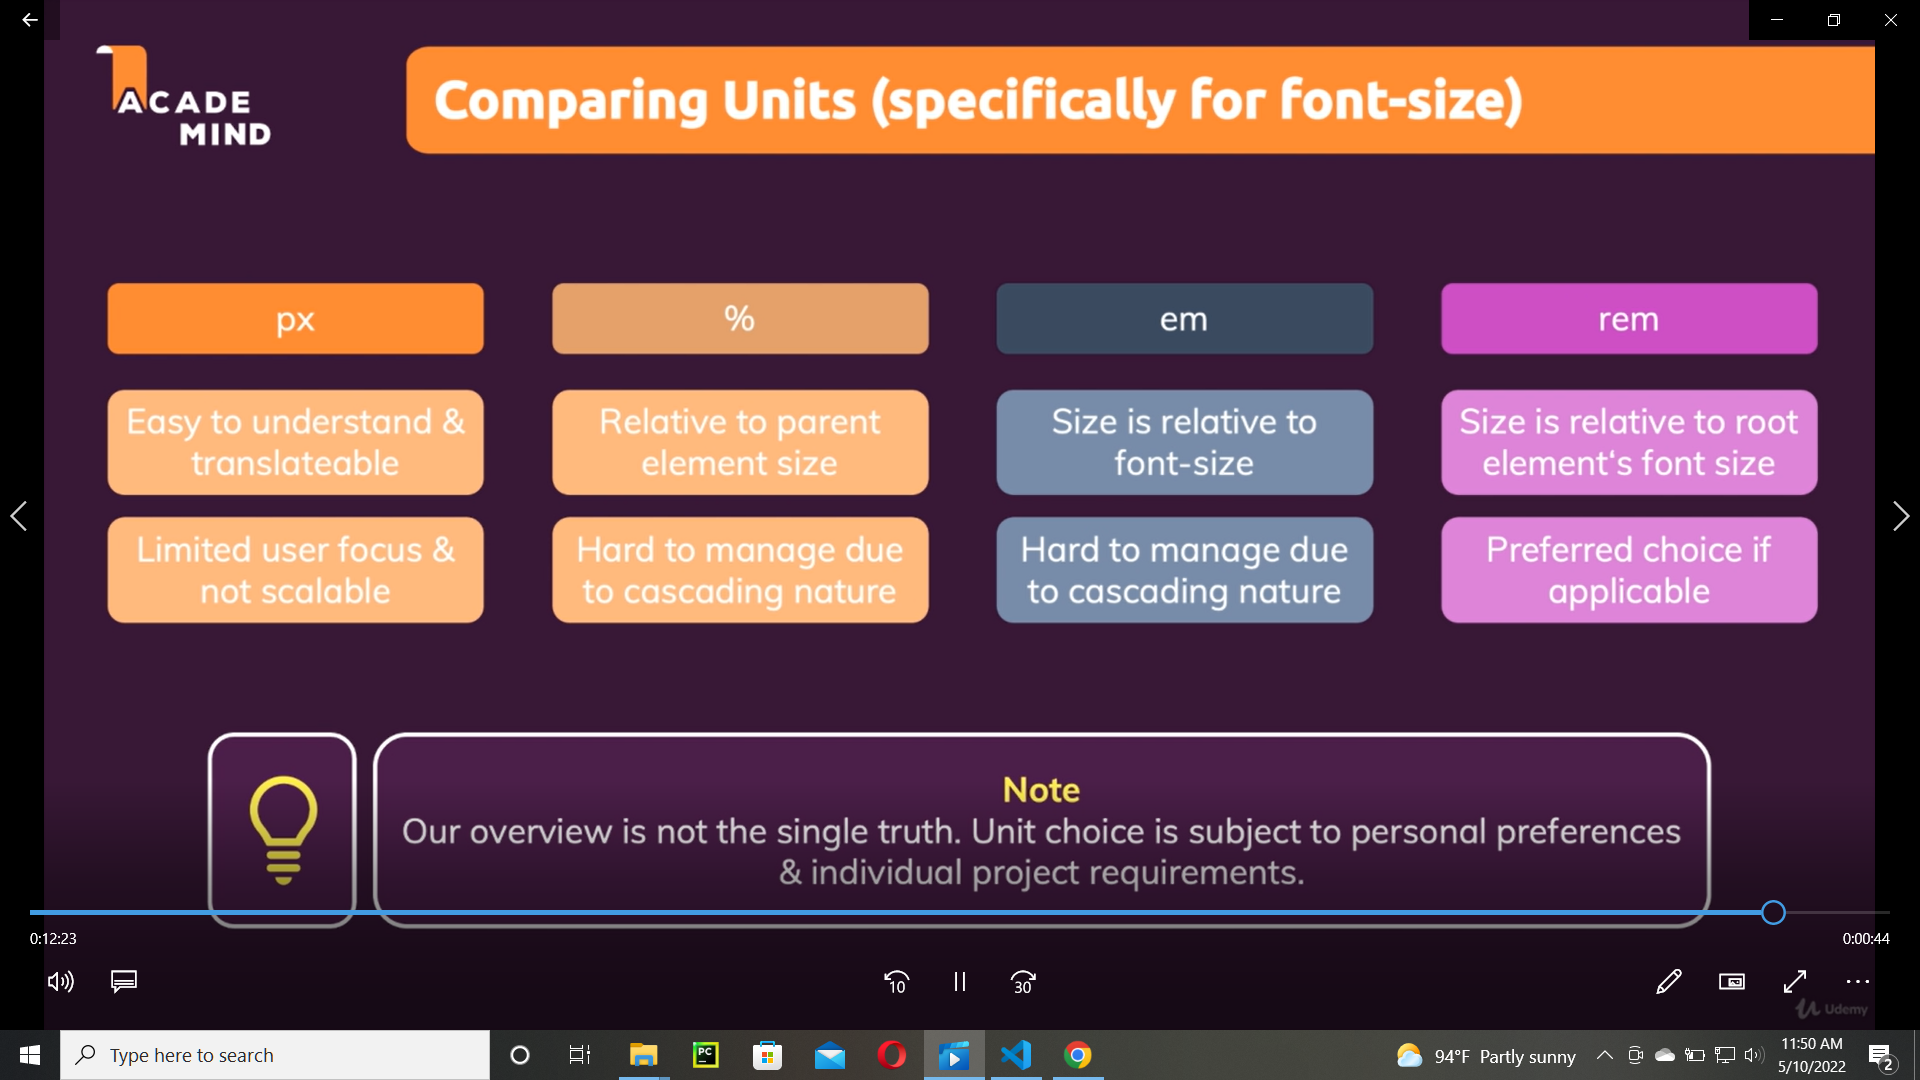 ACADE
MIND
Comparing Units (specifically for font-size)
px
%
em
rem
Easy to understand &
translateable
Relative to parent
element size
Size is relative to
font-size
Size is relative to root
element‘s font size
Limited user focus &
not scalable
Hard to manage due
to cascading nature
Hard to manage due
to cascading nature
Preferred choice if
applicable
Note
Our overview is not the single truth. Unit choice is subject to personal preferences
& individual project requirements.
0:12:23
0:00:44
10
30
Udemy
Type here to search
PC
94°F Partly sunny
11:50 AM
5/10/2022
2